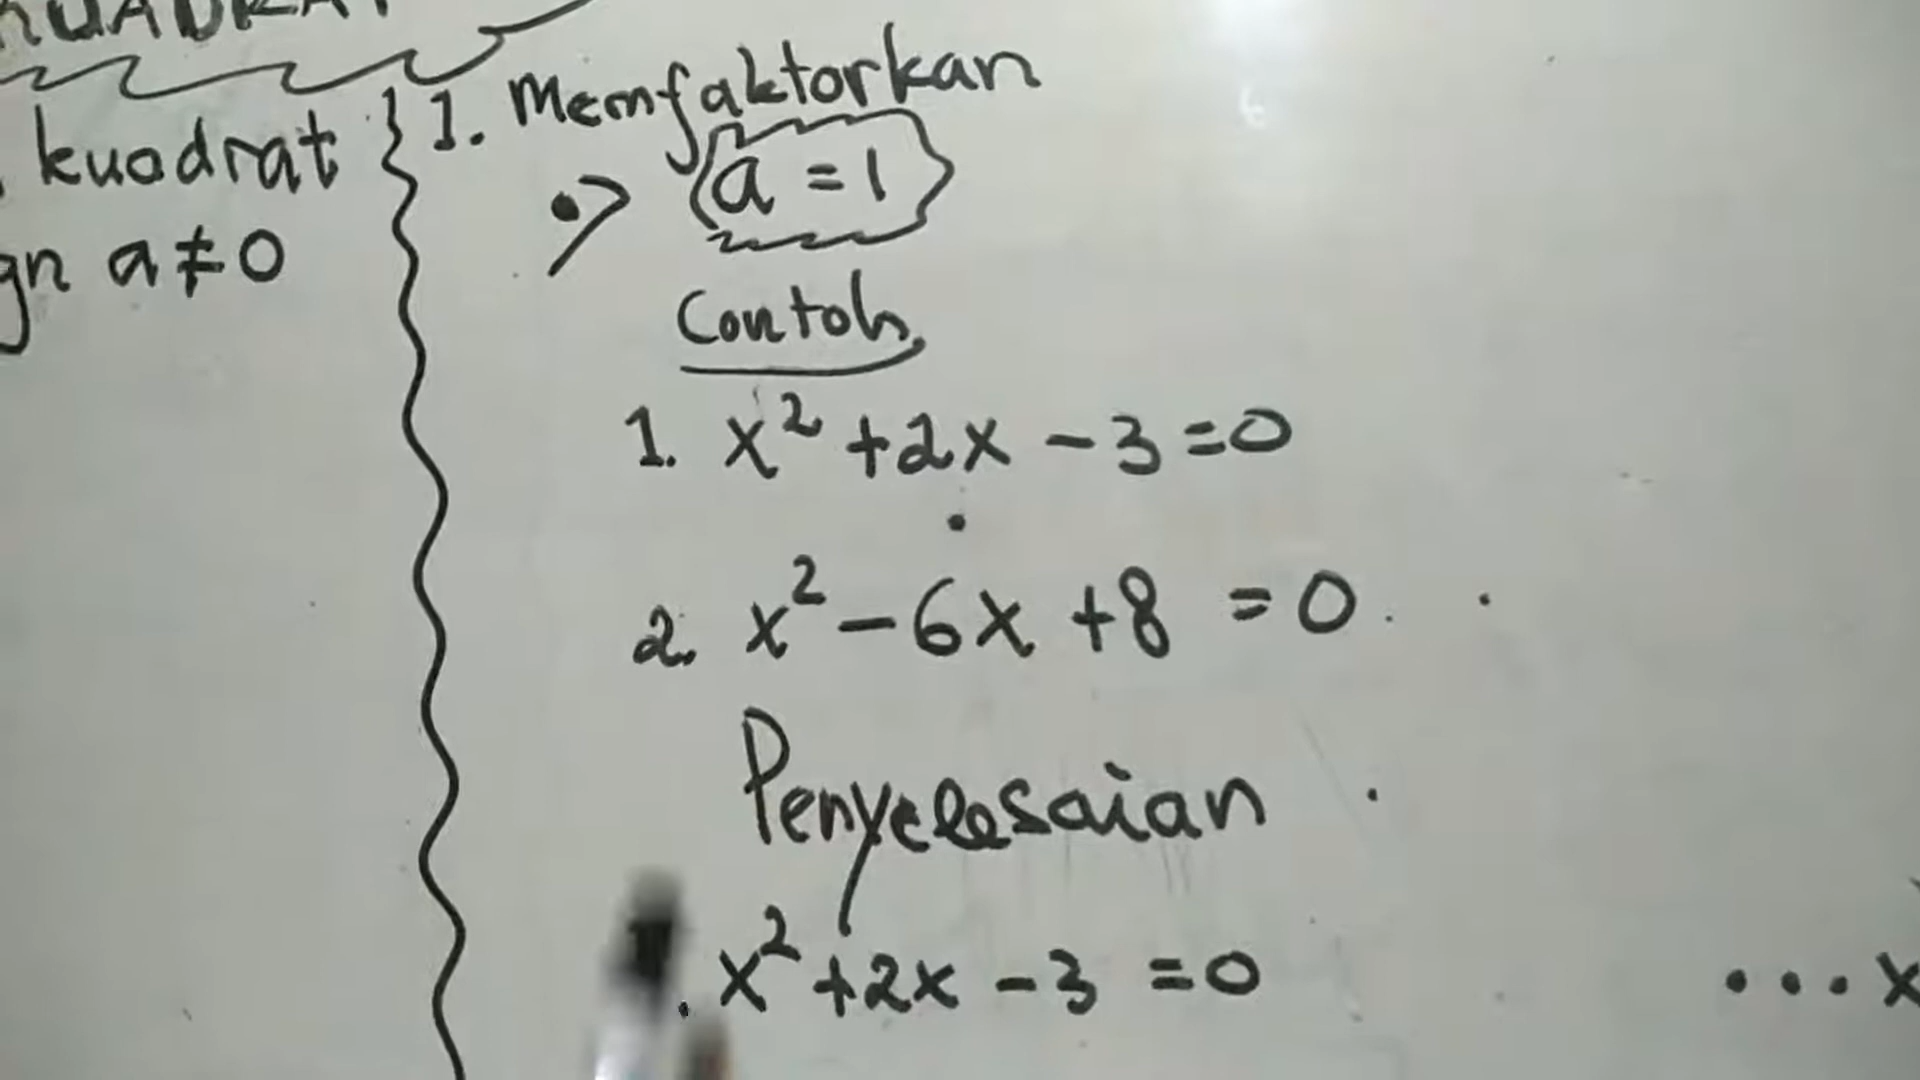 kuadrat
gn a≠0
1. Memfaktorkan
a = 1
Contoh
1. x² + 2x - 3 = 0
2. x² - 6x + 8 = 0
Penyelesaian
x² + 2x - 3 = 0
... x